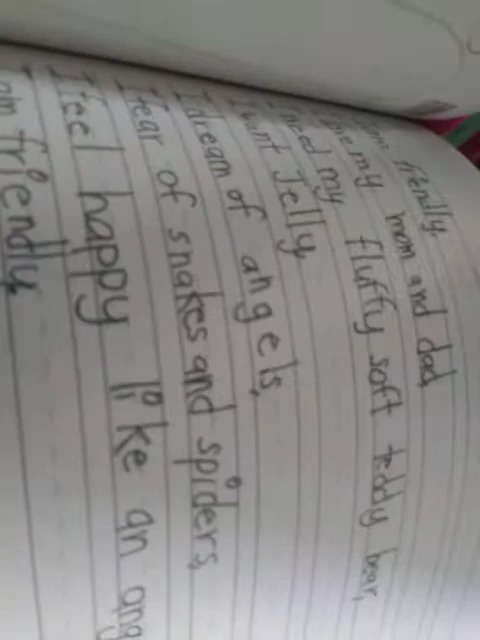 friendly,
my mom and dad,
need my fluffy soft teddy bear,
I want Jelly,
I dream of angels,
I fear of snakes and spiders,
I feel happy like an ang
I am friendly,